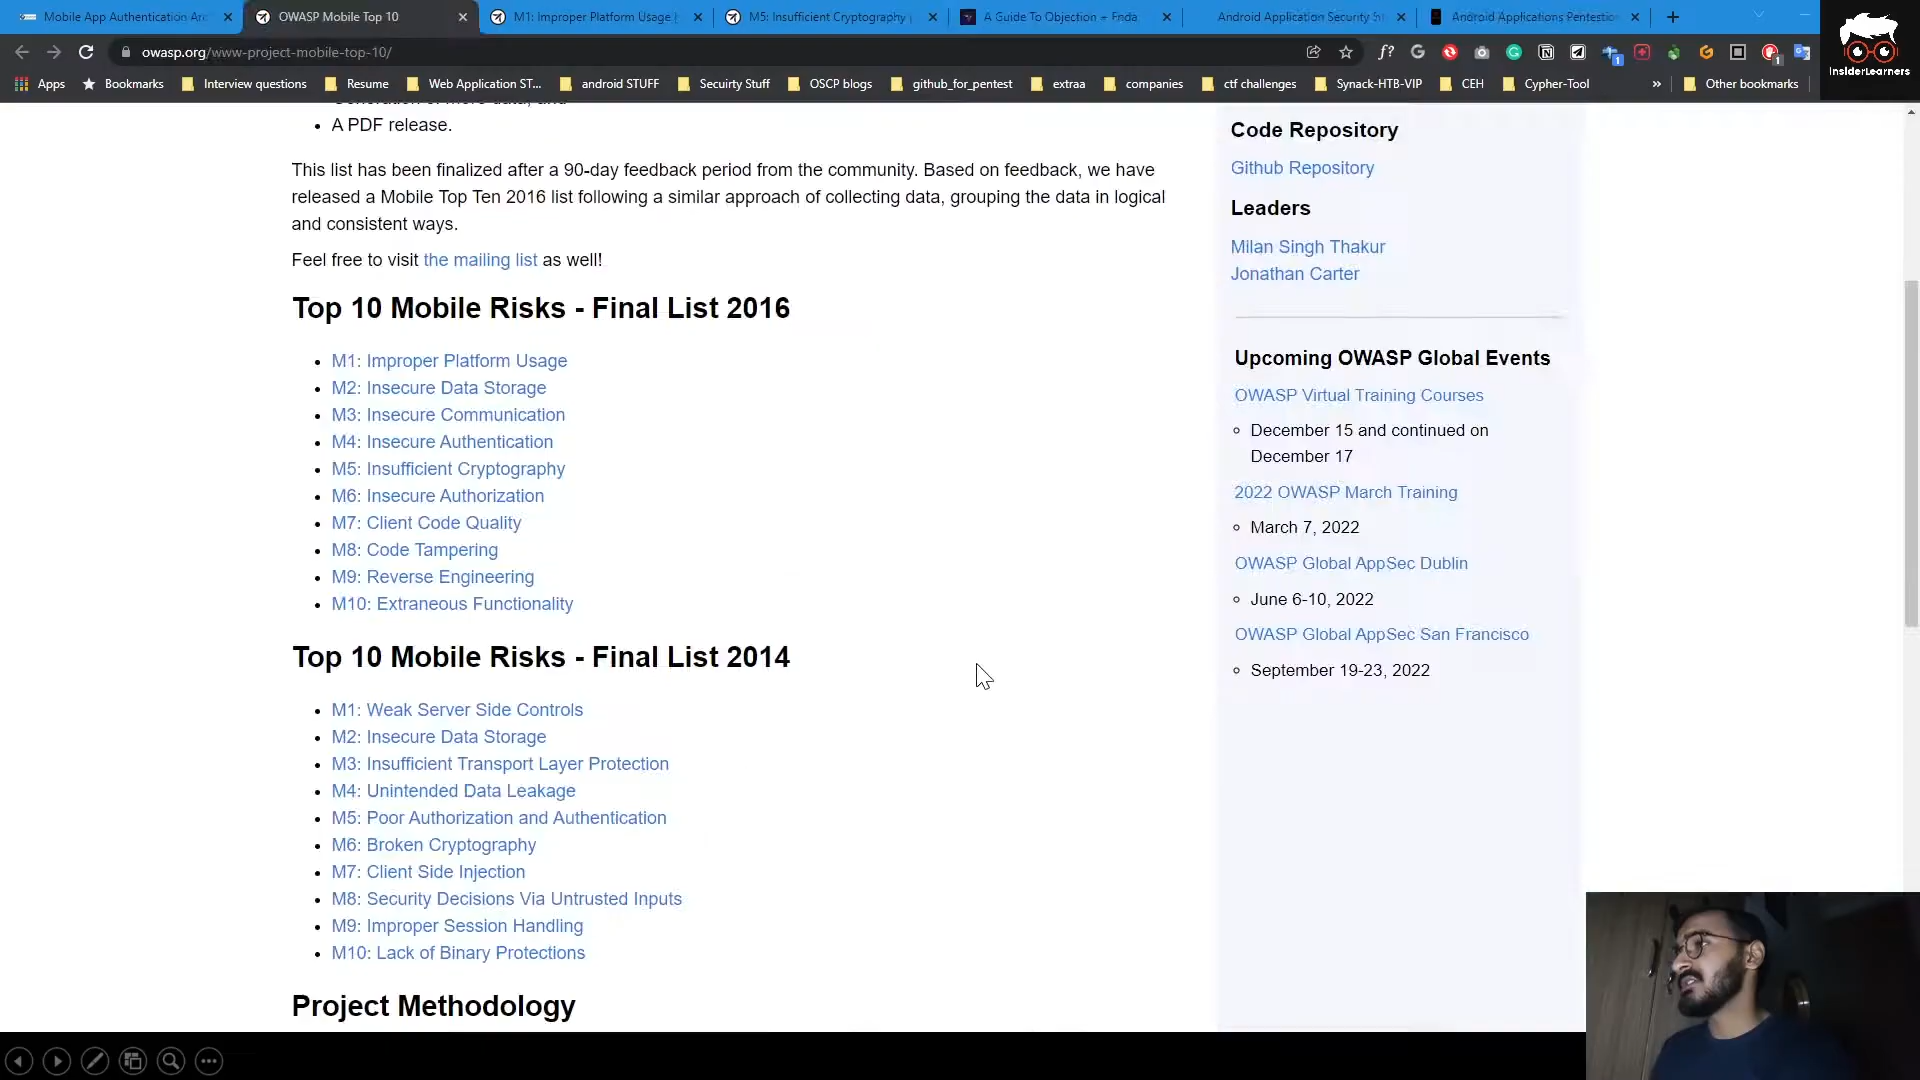 Mobile App Authentication Arc
OWASP Mobile Top 10
M1: Improper Platform Usage |
M5: Insufficient Cryptography |
A Guide To Objection + Frida
Android Application Security
Android Applications Pentestin
owasp.org/www-project-mobile-top-10/
InsiderLearners
Apps
Bookmarks
Interview questions
Resume
Web Application ST...
android STUFF
Secuirty Stuff
OSCP blogs
github_for_pentest
extraa
companies
ctf challenges
Synack-HTB-VIP
CEH
Cypher-Tool
»
Other bookmarks
• A PDF release.
This list has been finalized after a 90-day feedback period from the community. Based on feedback, we have
released a Mobile Top Ten 2016 list following a similar approach of collecting data, grouping the data in logical
and consistent ways.
Feel free to visit the mailing list as well!
Top 10 Mobile Risks - Final List 2016
• M1: Improper Platform Usage
• M2: Insecure Data Storage
• M3: Insecure Communication
• M4: Insecure Authentication
• M5: Insufficient Cryptography
• M6: Insecure Authorization
• M7: Client Code Quality
• M8: Code Tampering
• M9: Reverse Engineering
• M10: Extraneous Functionality
Top 10 Mobile Risks - Final List 2014
• M1: Weak Server Side Controls
• M2: Insecure Data Storage
• M3: Insufficient Transport Layer Protection
• M4: Unintended Data Leakage
• M5: Poor Authorization and Authentication
• M6: Broken Cryptography
• M7: Client Side Injection
• M8: Security Decisions Via Untrusted Inputs
• M9: Improper Session Handling
• M10: Lack of Binary Protections
Project Methodology
Code Repository
Github Repository
Leaders
Milan Singh Thakur
Jonathan Carter
Upcoming OWASP Global Events
OWASP Virtual Training Courses
December 15 and continued on
December 17
2022 OWASP March Training
March 7, 2022
OWASP Global AppSec Dublin
June 6-10, 2022
OWASP Global AppSec San Francisco
September 19-23, 2022